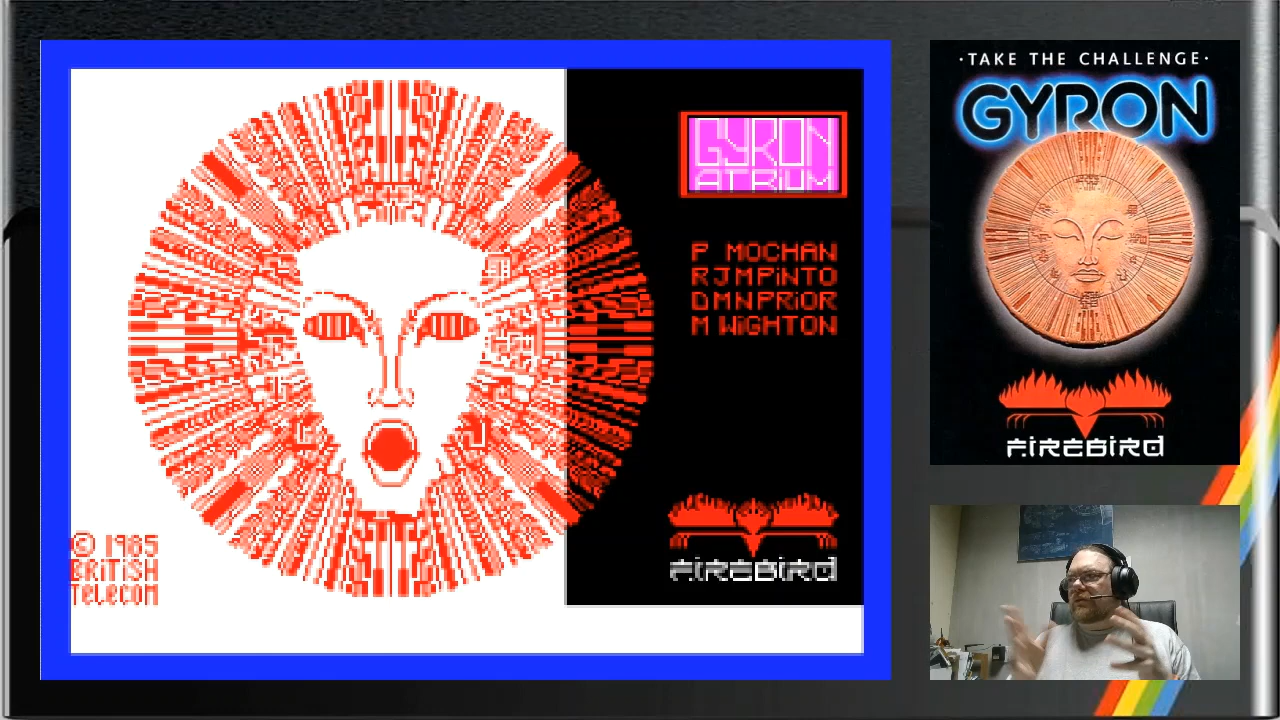 GYRON
ATRiUM
P MOCHAN
RJMPiNTO
DMNPRiOR
M WiGHTON
© 1985
BRiTiSH
TELECOM
FiREBiRd
·TAKE THE CHALLENGE·
GYRON
FiREBiRd